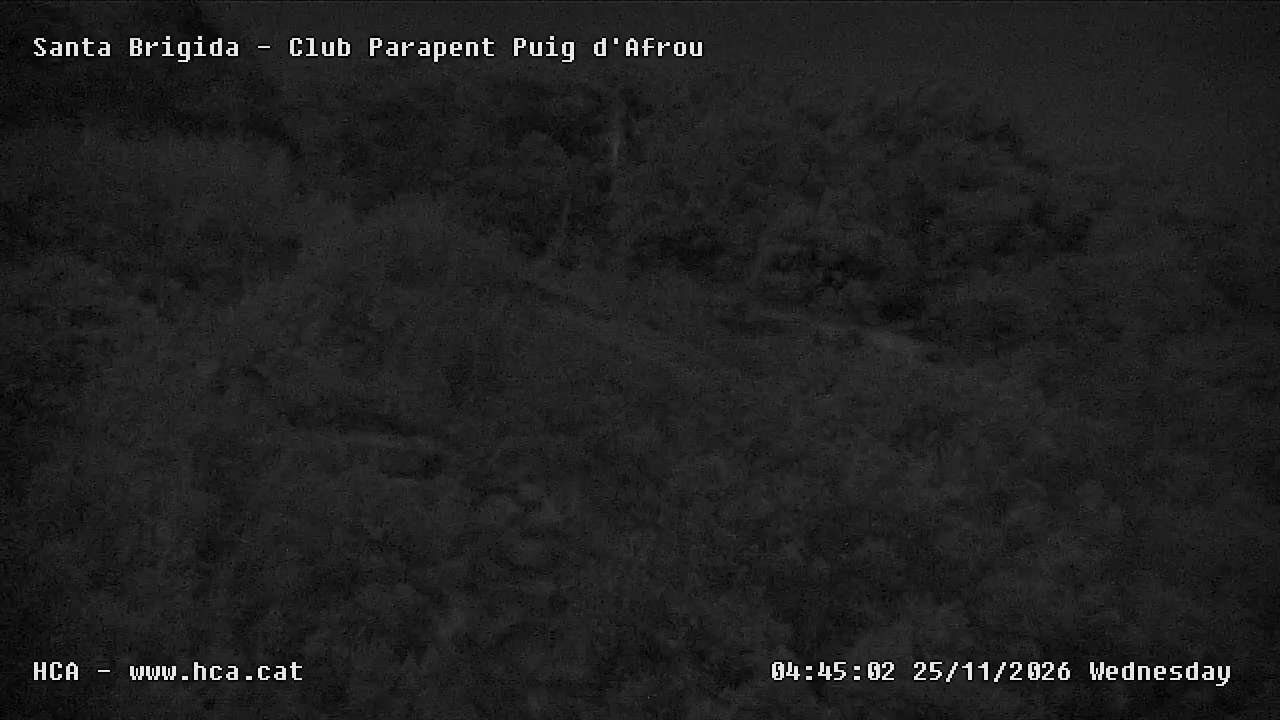 Santa Brigida - Club Parapent Puig d'Afrou
HCA - www.hca.cat
04:45:02 25/11/2026 Wednesday